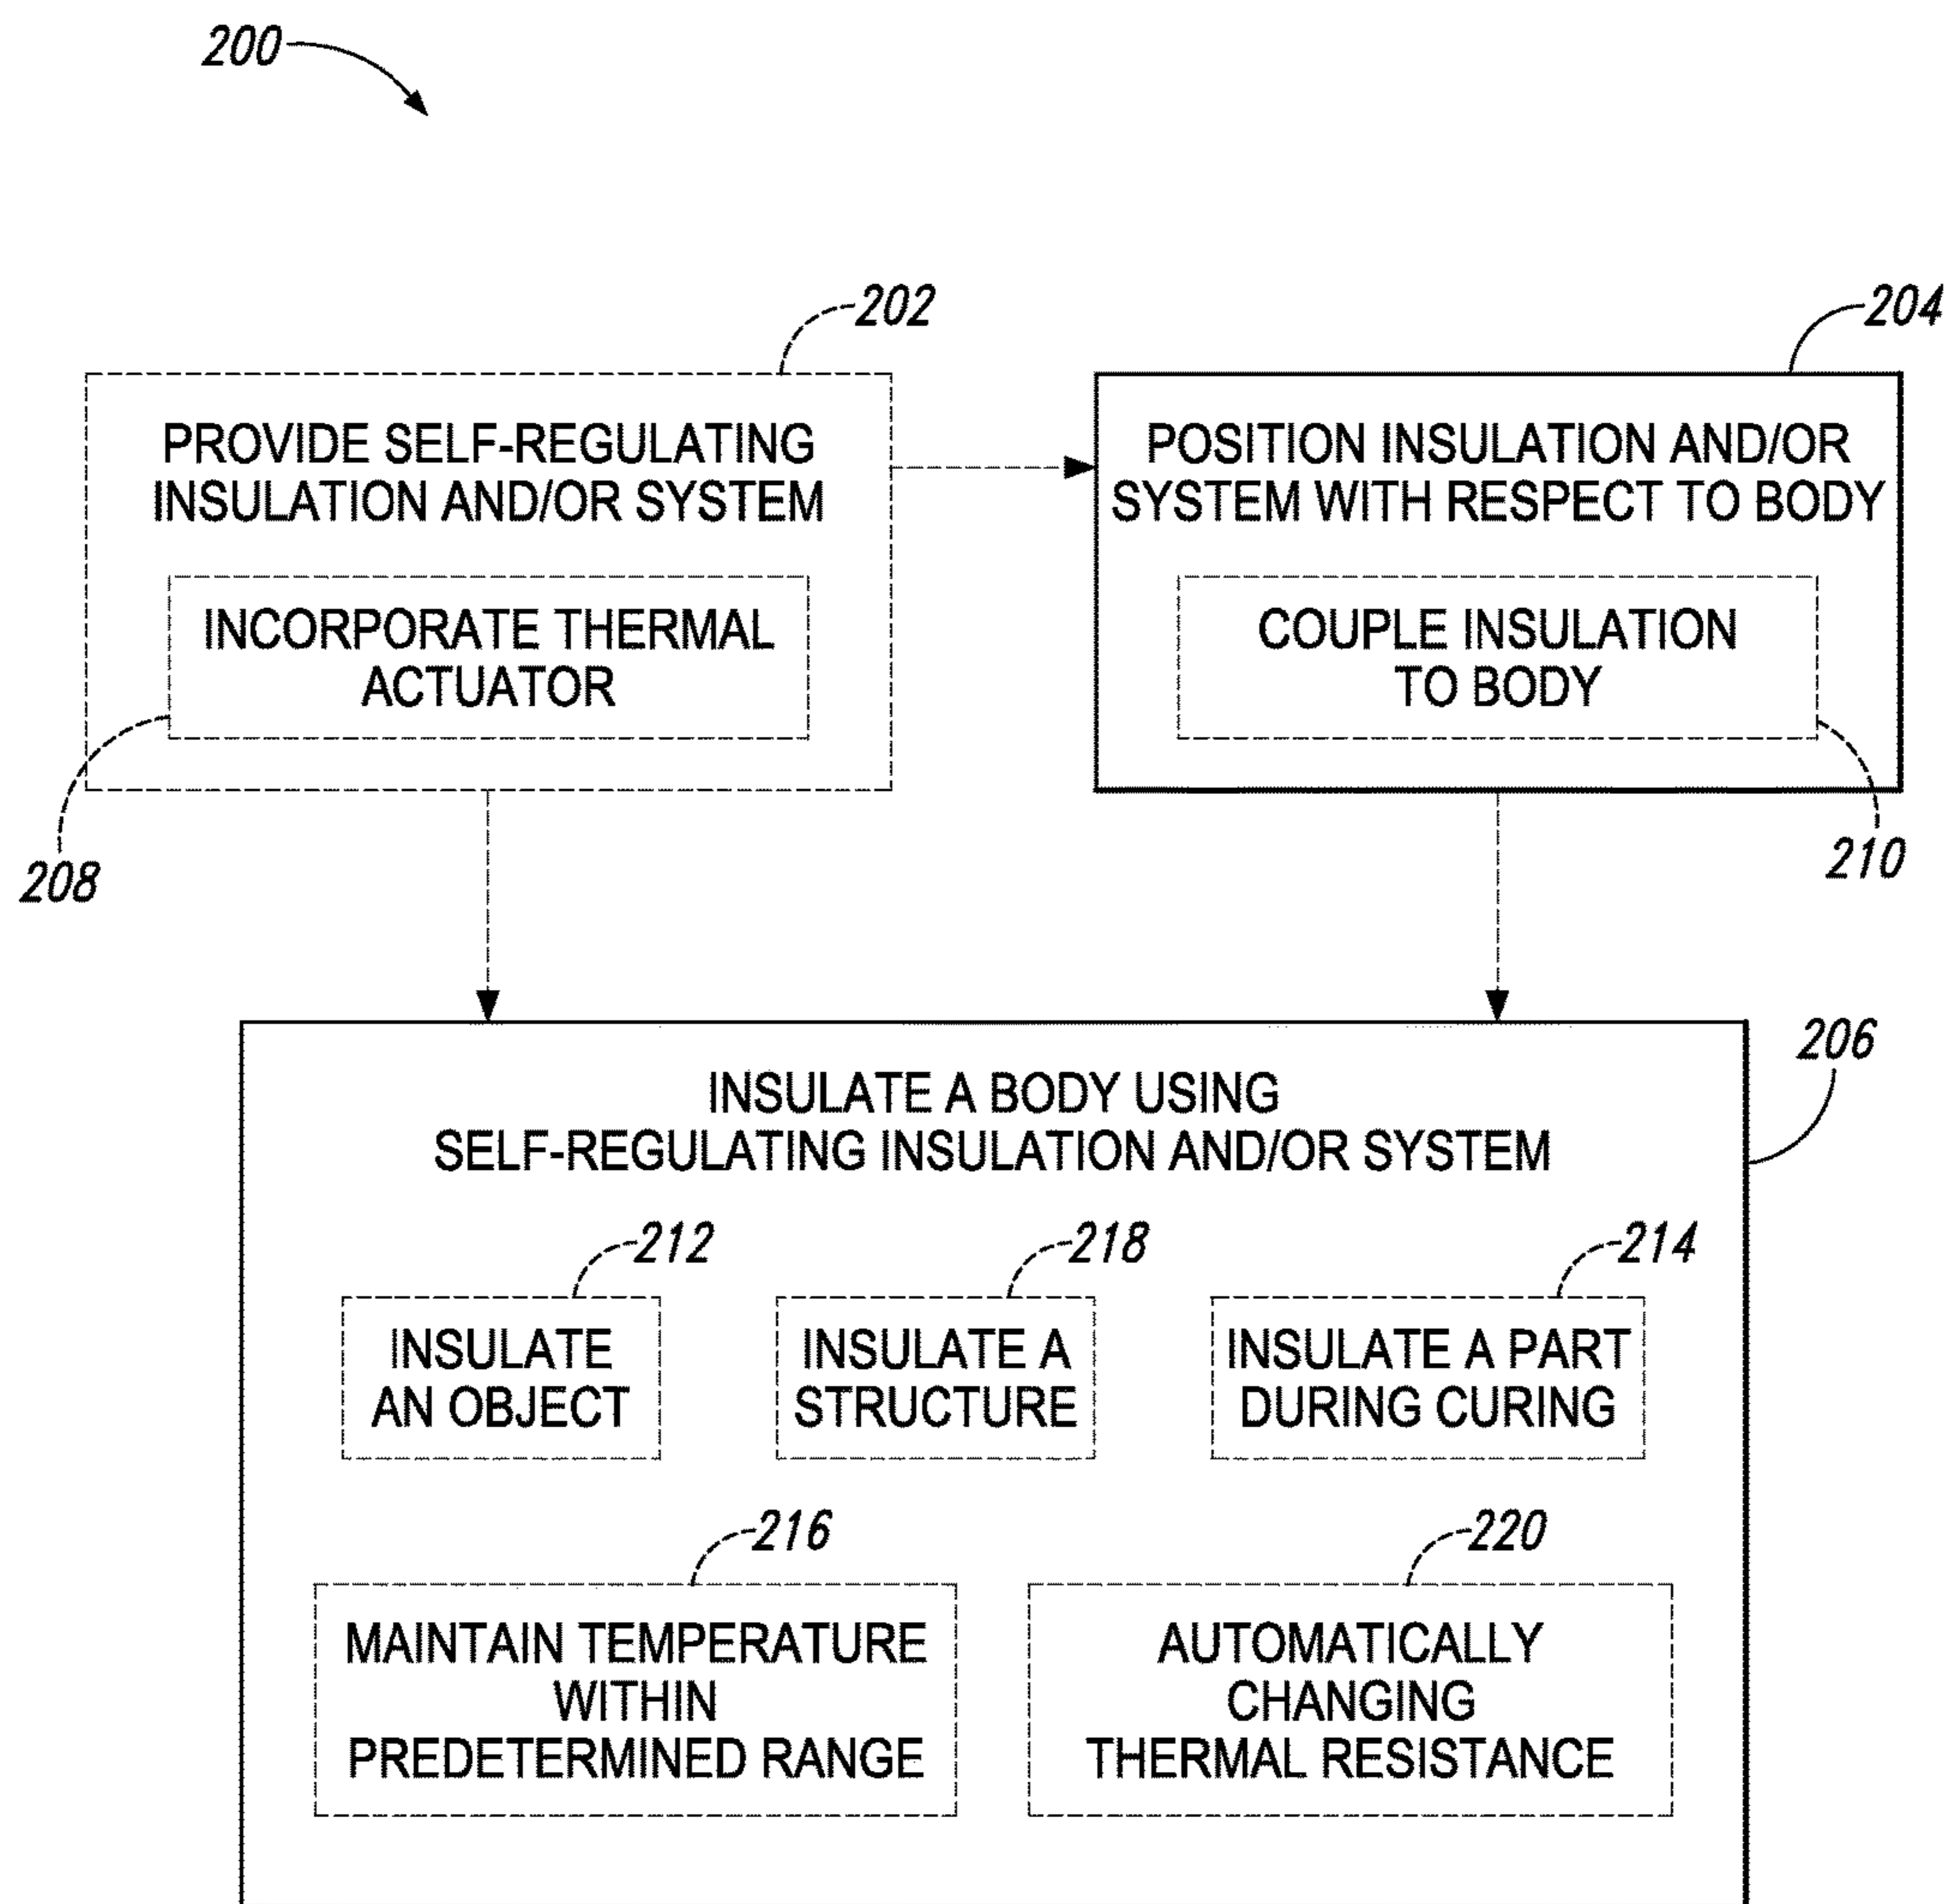 200
202
204
PROVIDE SELF-REGULATING
INSULATION AND/OR SYSTEM
INCORPORATE THERMAL
ACTUATOR
208
POSITION INSULATION AND/OR
SYSTEM WITH RESPECT TO BODY
COUPLE INSULATION
TO BODY
210
206
INSULATE A BODY USING
SELF-REGULATING INSULATION AND/OR SYSTEM
212
INSULATE
AN OBJECT
218
INSULATE A
STRUCTURE
214
INSULATE A PART
DURING CURING
216
MAINTAIN TEMPERATURE
WITHIN
PREDETERMINED RANGE
220
AUTOMATICALLY
CHANGING
THERMAL RESISTANCE